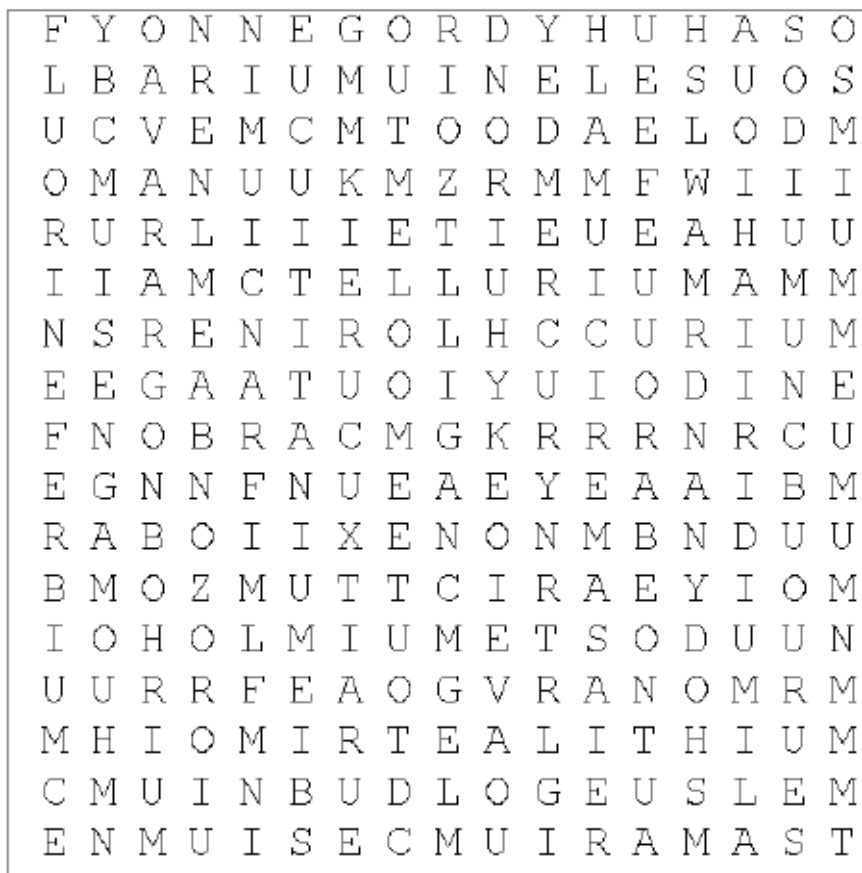 F Y O N N E G O R D Y H U H A S O
L B A R I U M U I N E L E S U O S
U C V E M C M T O O D A E L O D M
O M A N U U K M Z R M M F W I I I
R U R L I I I E T I E U E A H U U
I I A M C T E L L U R I U M A M M
N S R E N I R O L H C C U R I U M
E E G A A T U O I Y U I O D I N E
F N O B R A C M G K R R R N R C U
E G N N F N U E A E Y E A A I B M
R A B O I I X E N O N M B N D U U
B M O Z M U T T C I R A E Y I O M
I O H O L M I U M E T S O D U U N
U U R R F E A O G V R A N O M R M
M H I O M I R T E A L I T H I U M
C M U I N B U D L O G E U S L E M
E N M U I S E C M U I R A M A S T